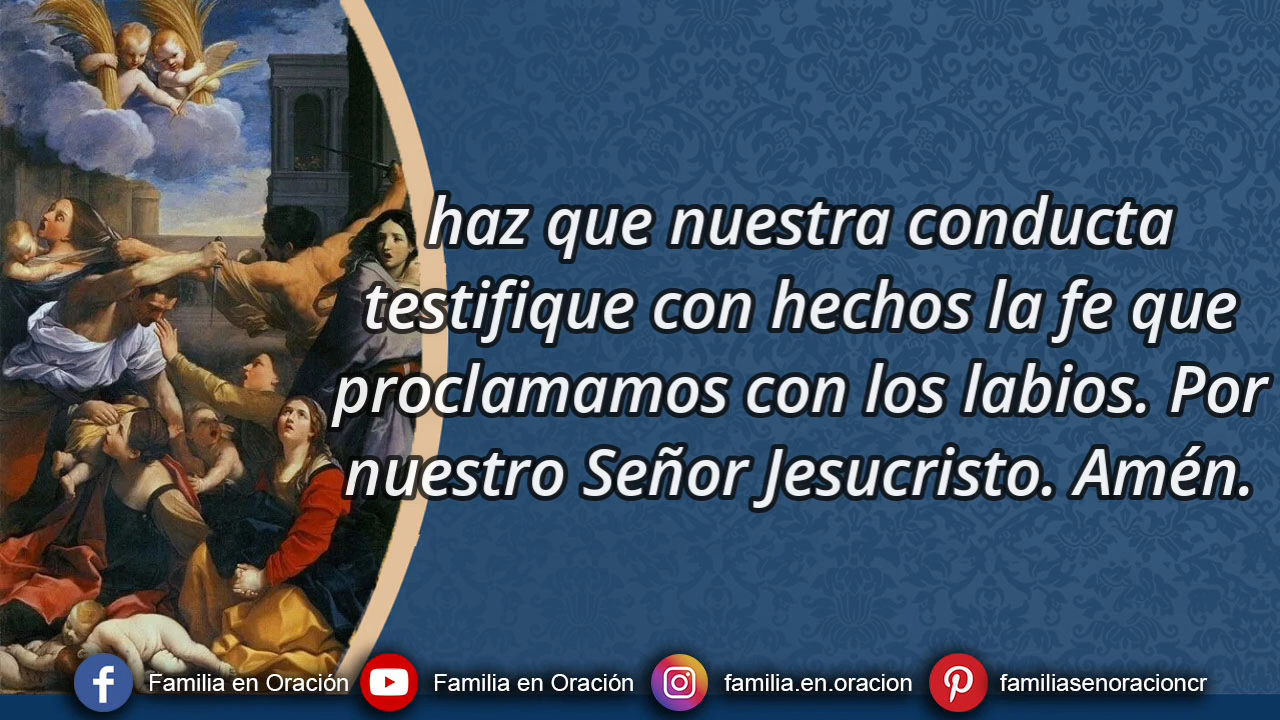 haz que nuestra conducta
testifique con hechos la fe que
proclamamos con los labios. Por
nuestro Señor Jesucristo. Amén.
Familia en Oración Familia en Oración familia.en.oracion familiasenoracioncr